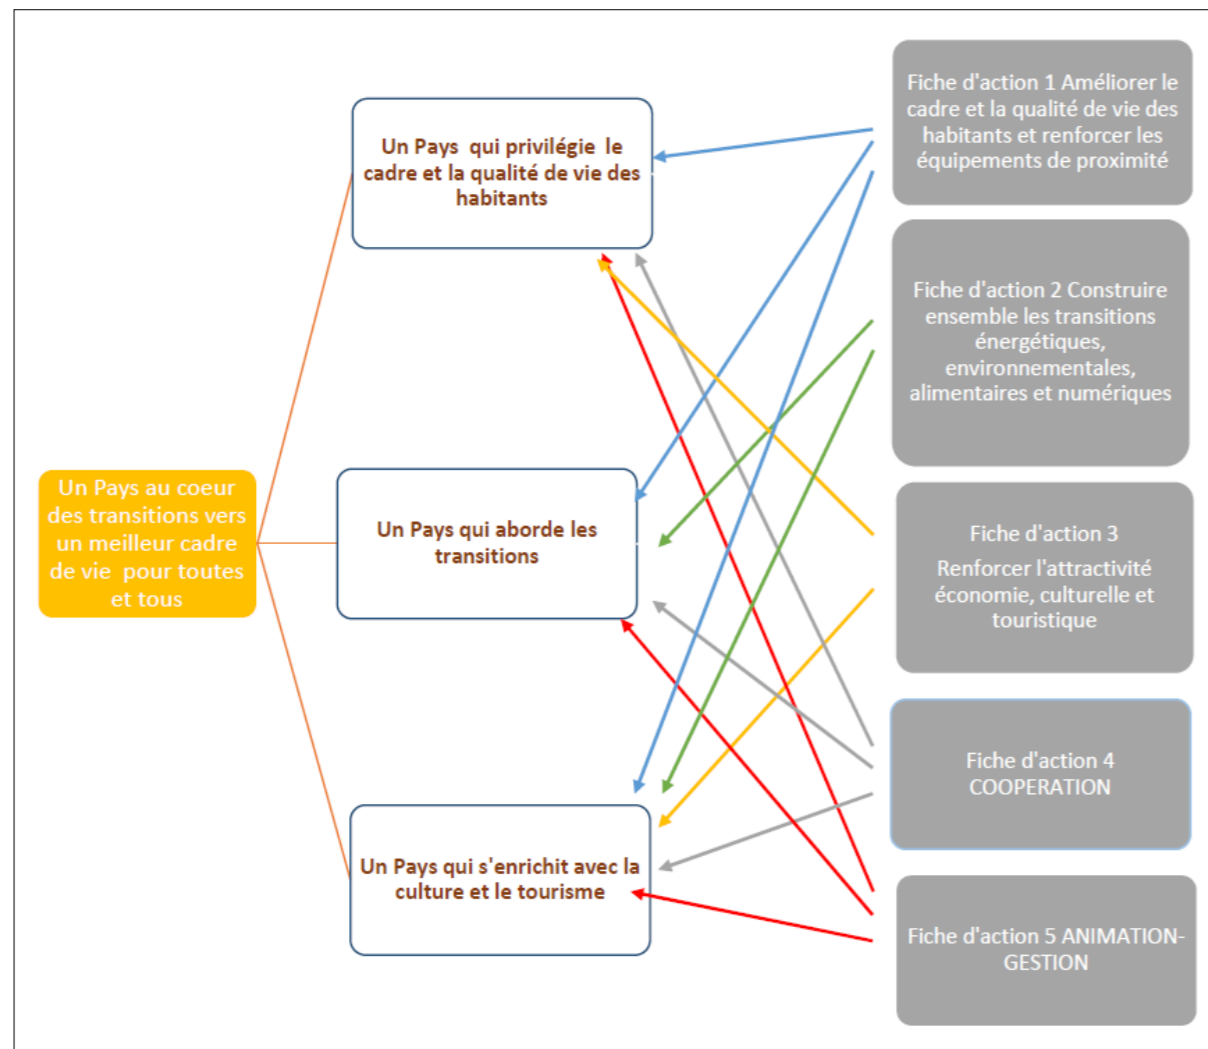 Un Pays au coeur
des transitions vers
un meilleur cadre
de vie pour toutes
et tous
Un Pays qui privilégie le
cadre et la qualité de vie des
habitants
Un Pays qui aborde les
transitions
Un Pays qui s'enrichit avec la
culture et le tourisme
Fiche d'action 1 Améliorer le
cadre et la qualité de vie des
habitants et renforcer les
équipements de proximité
Fiche d'action 2 Construire
ensemble les transitions
énergétiques,
environnementales,
alimentaires et numériques
Fiche d'action 3
Renforcer l'attractivité
économie, culturelle et
touristique
Fiche d'action 4
COOPERATION
Fiche d'action 5 ANIMATION-
GESTION